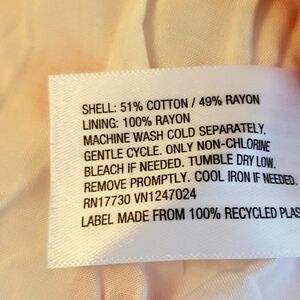 SHELL: 51% COTTON / 49% RAYON
LINING: 100% RAYON
MACHINE WASH COLD SEPARATELY.
GENTLE CYCLE. ONLY NON-CHLORINE
BLEACH IF NEEDED. TUMBLE DRY LOW.
REMOVE PROMPTLY. COOL IRON IF NEEDED.
RN17730 VN1247024
LABEL MADE FROM 100% RECYCLED PLAS